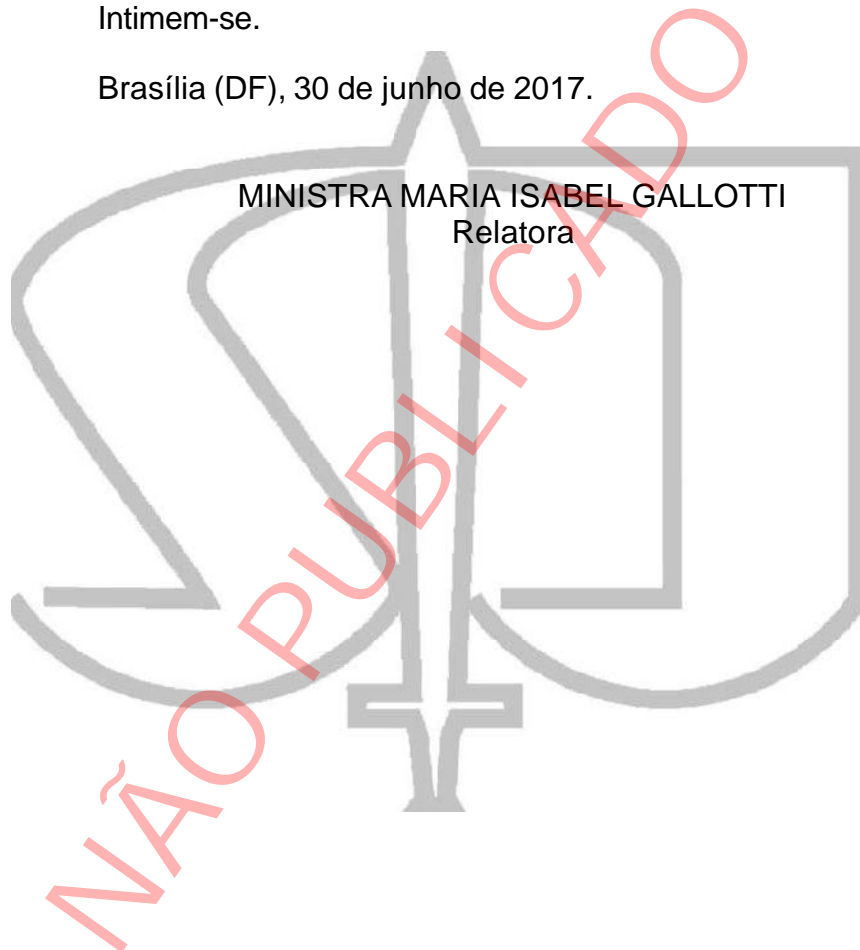 Intimem-se.
Brasília (DF), 30 de junho de 2017.
MINISTRA MARIA ISABEL GALLOTTI
Relatora
NÃO PUBLICADO